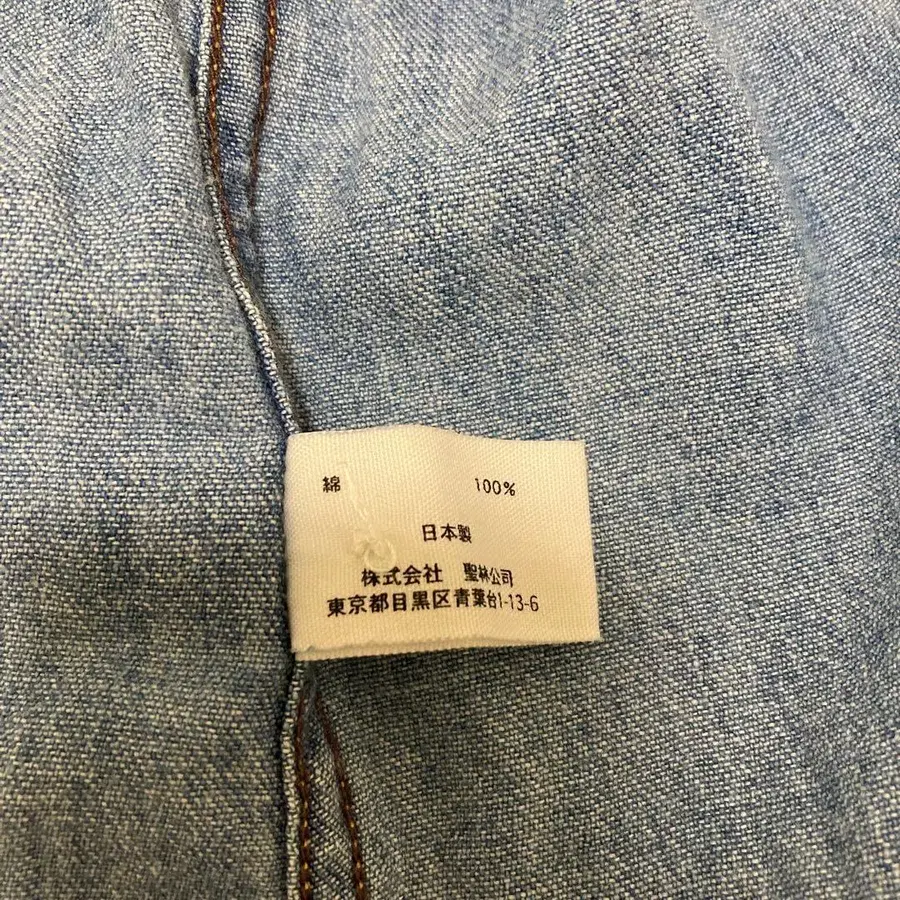 綿 100%
日本製
株式会社 聖林公司
東京都目黒区青葉台1-13-6